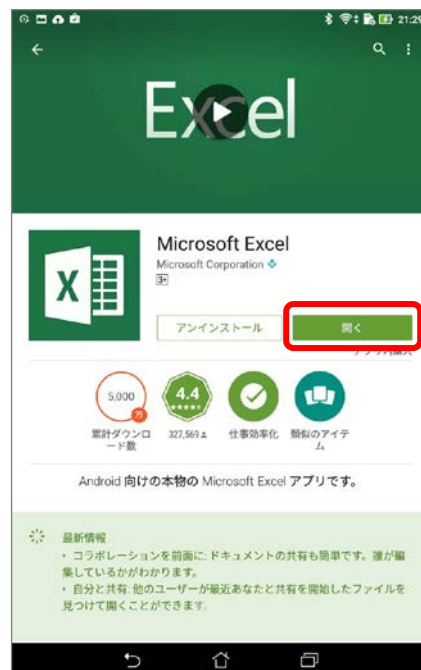 21:29
Excel
Microsoft Excel
Microsoft Corporation
3+
アンインストール
開く
アプリ内購入
5,000
万
4.4
累計ダウンロ
ード数
327,569
仕事効率化
類似のアイテ
ム
Android 向けの本物の Microsoft Excel アプリです。
最新情報
・ コラボレーションを前面に: ドキュメントの共有も簡単です。誰が編
集しているかがわかります。
・ 自分と共有: 他のユーザーが最近あなたと共有を開始したファイルを
見つけて開くことができます。